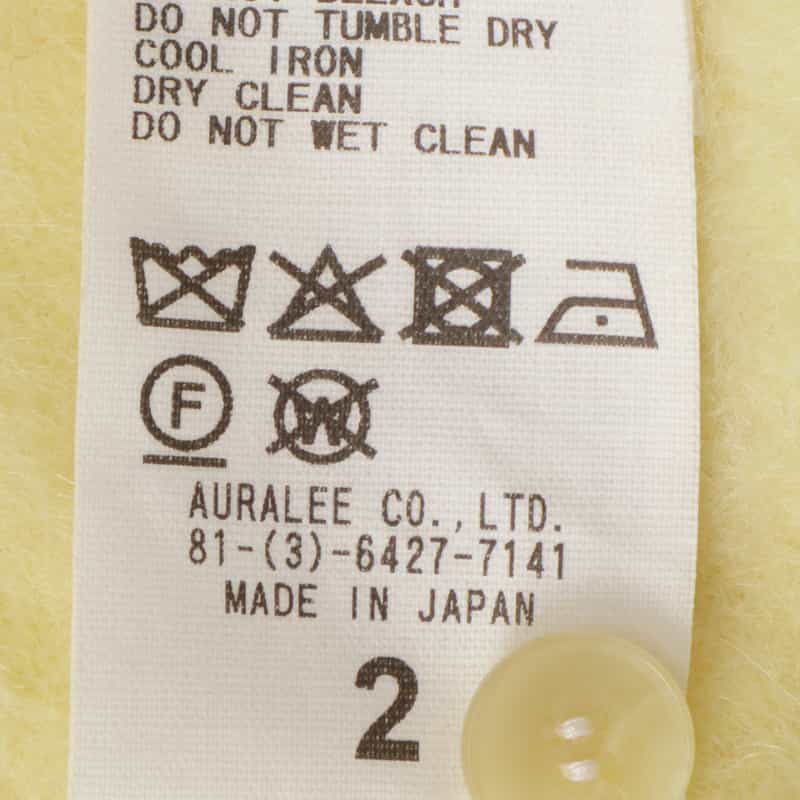 BLEACH
DO NOT TUMBLE DRY
COOL IRON
DRY CLEAN
DO NOT WET CLEAN
F W
AURALEE CO.,LTD.
81-(3)-6427-7141
MADE IN JAPAN
2